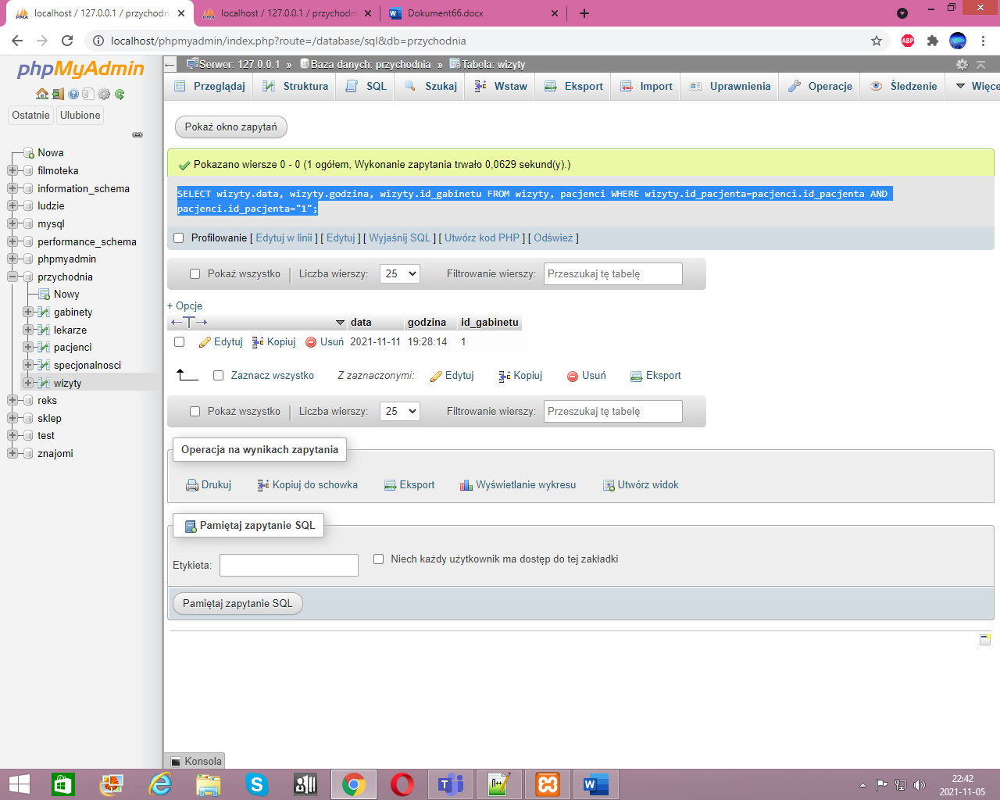 localhost / 127.0.0.1 / przychodni
localhost / 127.0.0.1 / przychodni
Dokument66.docx
localhost/phpmyadmin/index.php?route=/database/sql&db=przychodnia
ABP
phpMyAdmin
Ostatnie
Ulubione
Nowa
filmoteka
information_schema
ludzie
mysql
performance_schema
phpmyadmin
przychodnia
Nowy
gabinety
lekarze
pacjenci
specjonalnosci
wizyty
reks
sklep
test
znajomi
Serwer: 127.0.0.1 » Baza danych: przychodnia » Tabela: wizyty
Przeglądaj
Struktura
SQL
Szukaj
Wstaw
Eksport
Import
Uprawnienia
Operacje
Śledzenie
Więce
Pokaż okno zapytań
Pokazano wiersze 0 - 0 (1 ogółem, Wykonanie zapytania trwało 0,0629 sekund(y).)
SELECT wizyty.data, wizyty.godzina, wizyty.id_gabinetu FROM wizyty, pacjenci WHERE wizyty.id_pacjenta=pacjenci.id_pacjenta AND
pacjenci.id_pacjenta="1";
Profilowanie [ Edytuj w linii ] [ Edytuj ] [ Wyjaśnij SQL ] [ Utwórz kod PHP ] [ Odśwież ]
Pokaż wszystko | Liczba wierszy: 25 Filtrowanie wierszy: Przeszukaj tę tabelę
+ Opcje
data godzina id_gabinetu
Edytuj Kopiuj Usuń 2021-11-11 19:28:14 1
Zaznacz wszystko Z zaznaczonymi: Edytuj Kopiuj Usuń Eksport
Pokaż wszystko | Liczba wierszy: 25 Filtrowanie wierszy: Przeszukaj tę tabelę
Operacja na wynikach zapytania
Drukuj Kopiuj do schowka Eksport Wyświetlanie wykresu Utwórz widok
Pamiętaj zapytanie SQL
Etykieta: Niech każdy użytkownik ma dostęp do tej zakładki
Pamiętaj zapytanie SQL
Konsola
22:42
2021-11-05